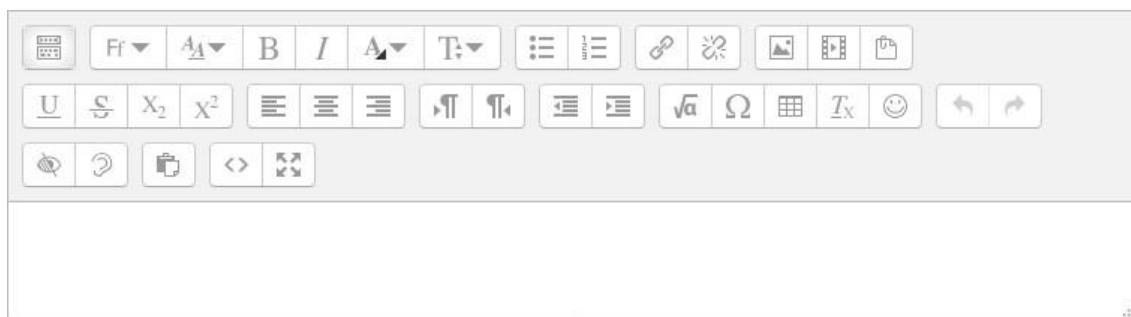 Ff A B I A T
U S X2 X2 √α Ω Tx